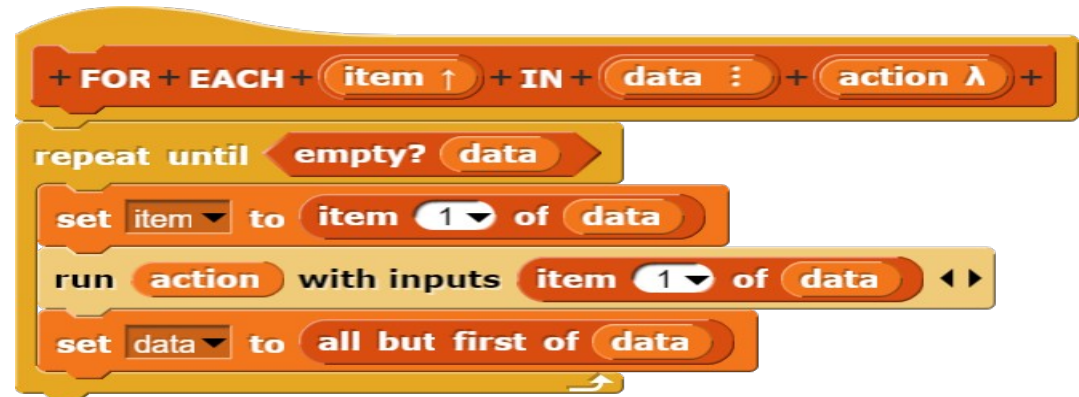 + FOR + EACH + item ↑ + IN + data ⋮ + action λ +
repeat until empty? data
set item to item 1 of data
run action with inputs item 1 of data
set data to all but first of data